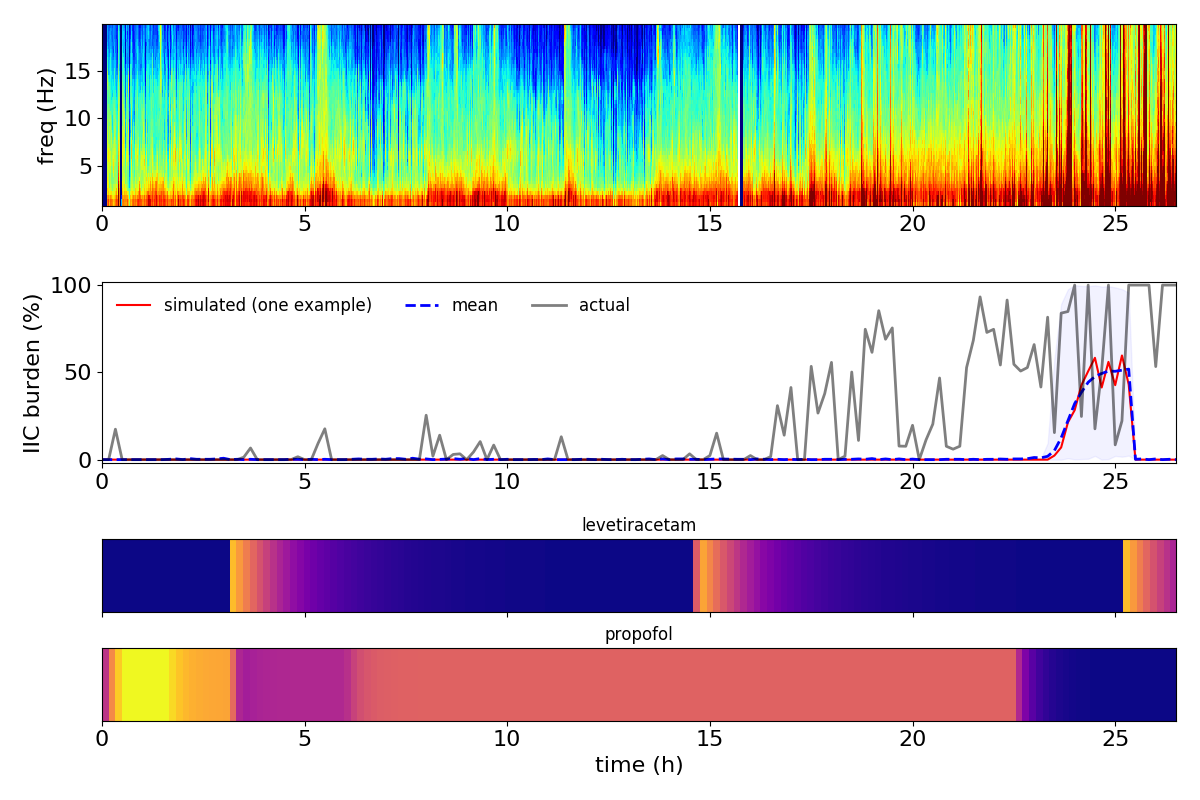 freq (Hz)
15
10
5
0 5 10 15 20 25
IIC burden (%)
100
50
0
simulated (one example) mean actual
0 5 10 15 20 25
levetiracetam
propofol
0 5 10 15 20 25
time (h)